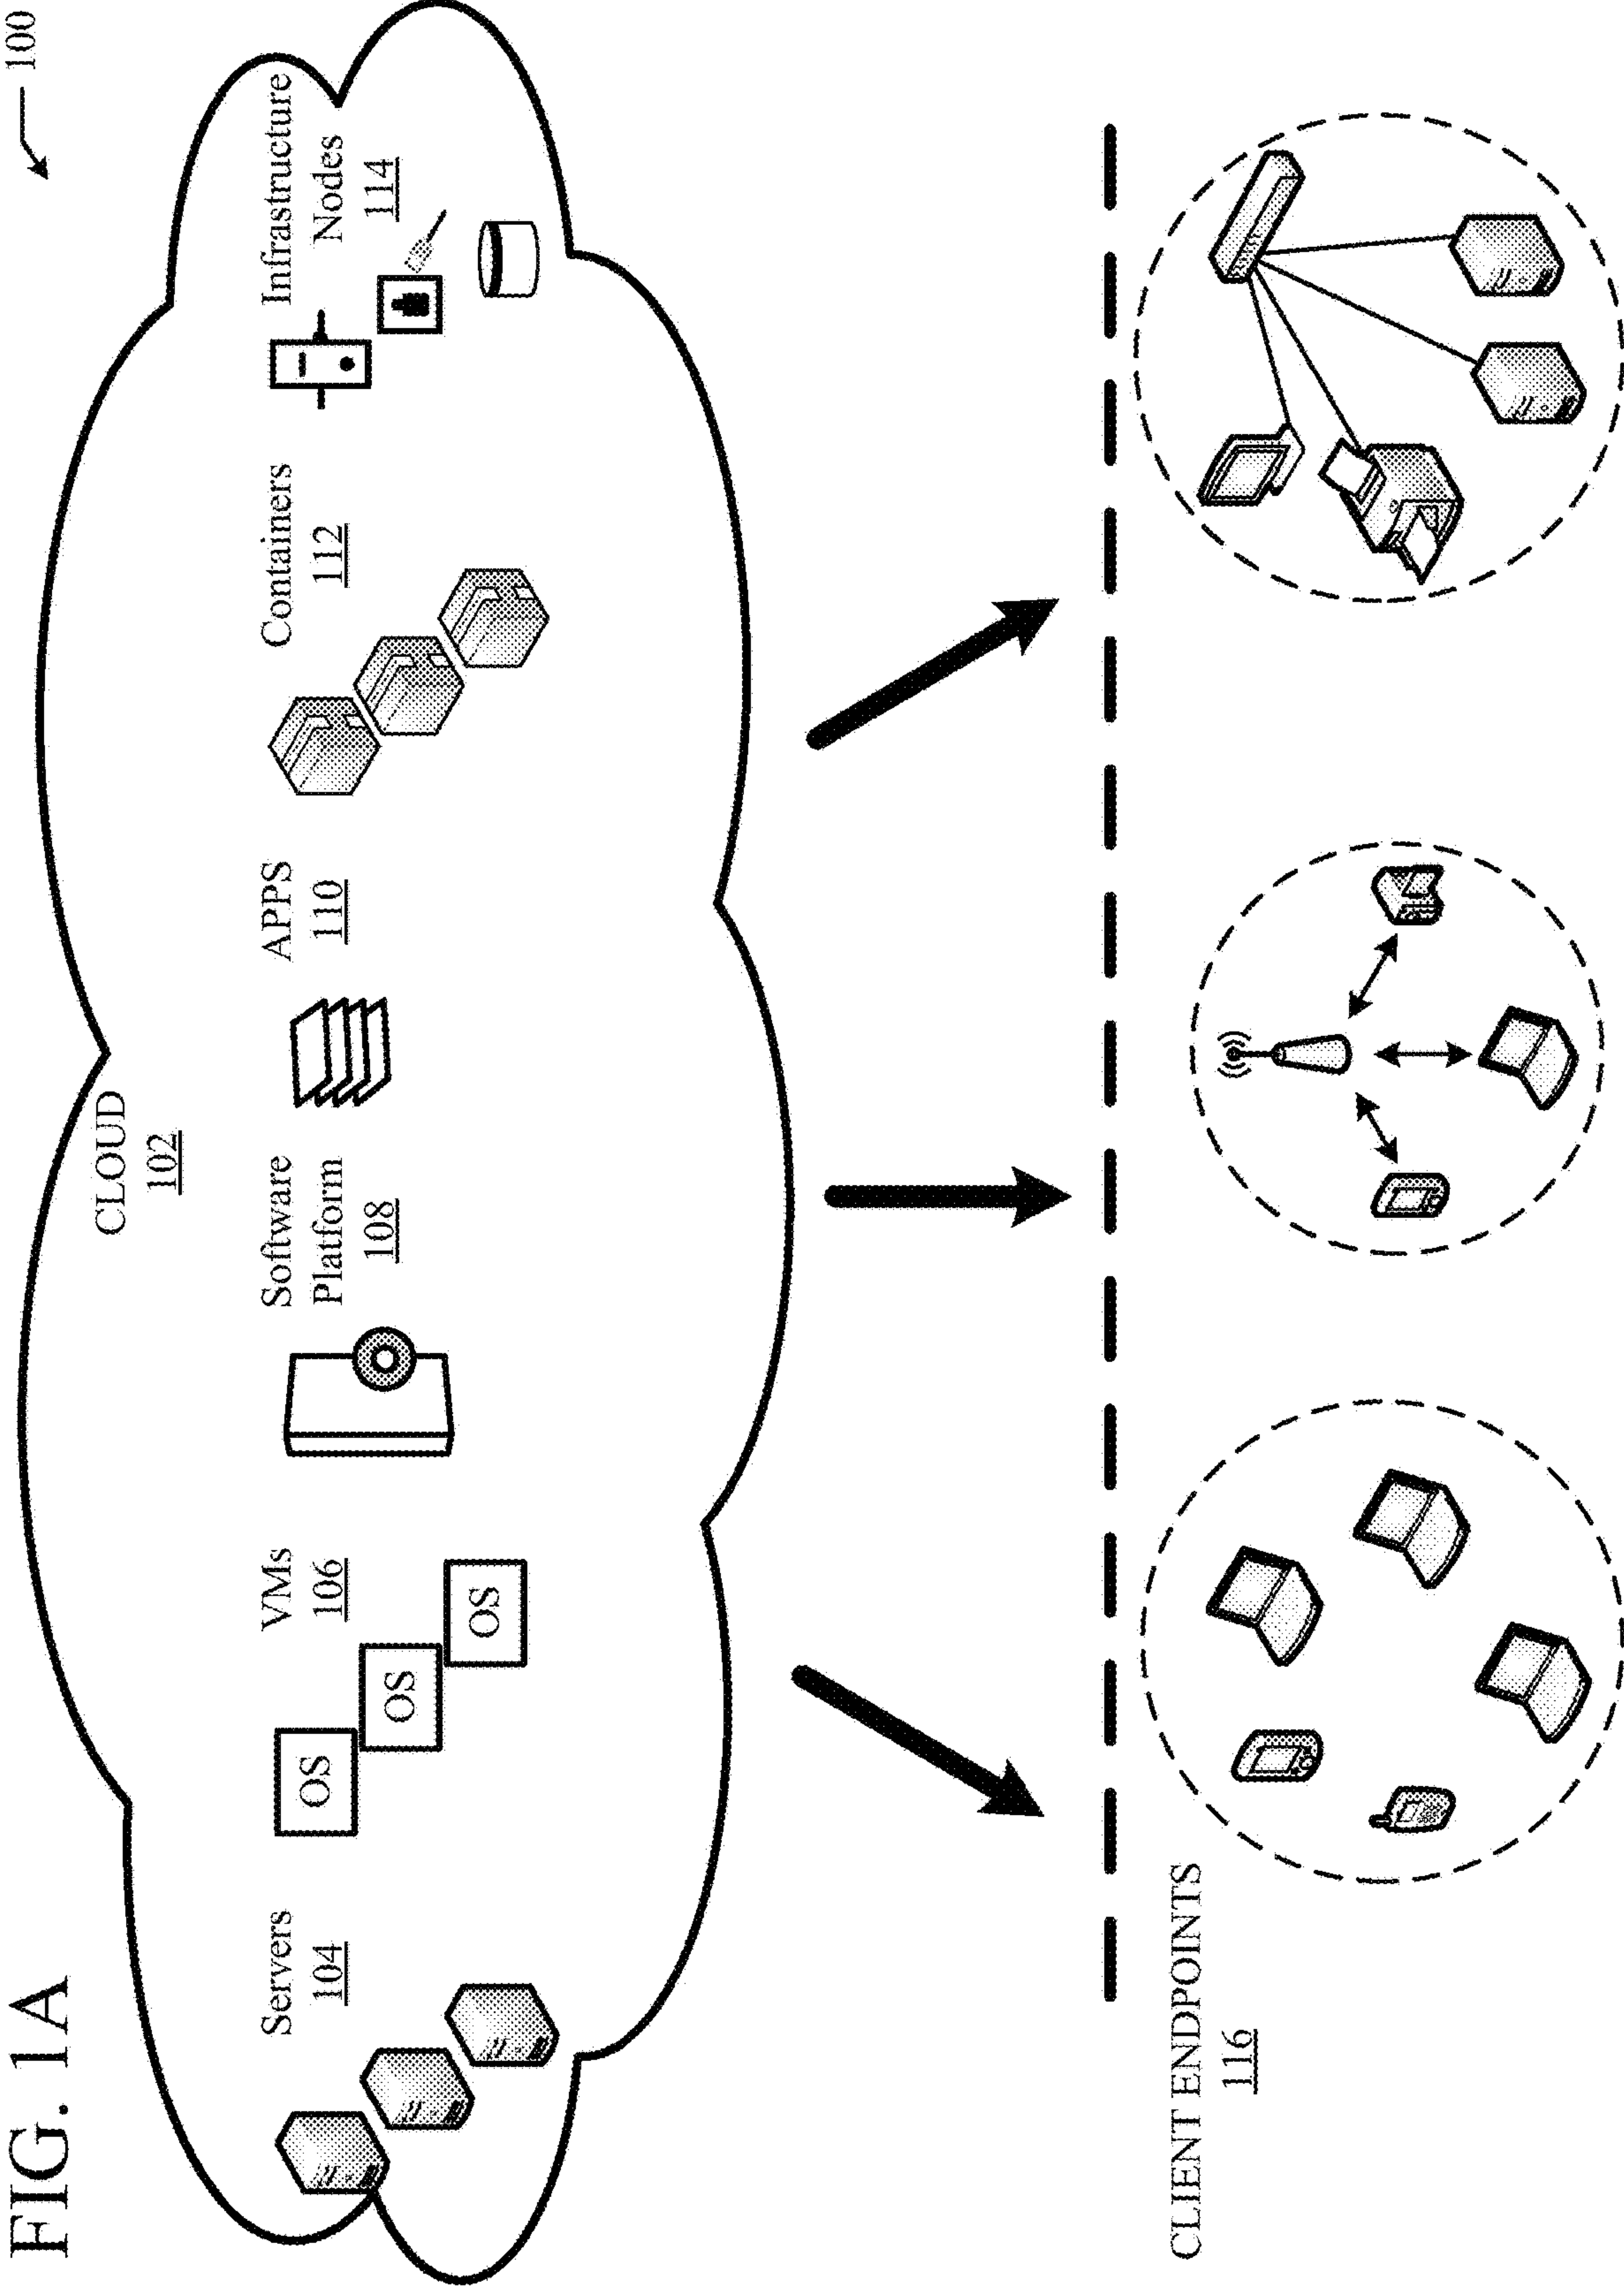 FIG. 1A
100
CLOUD
102
Servers
104
VMs
106
Software
Platform
108
APPS
110
Containers
112
Infrastructure
Nodes
114
OS
OS
OS
CLIENT ENDPOINTS
116